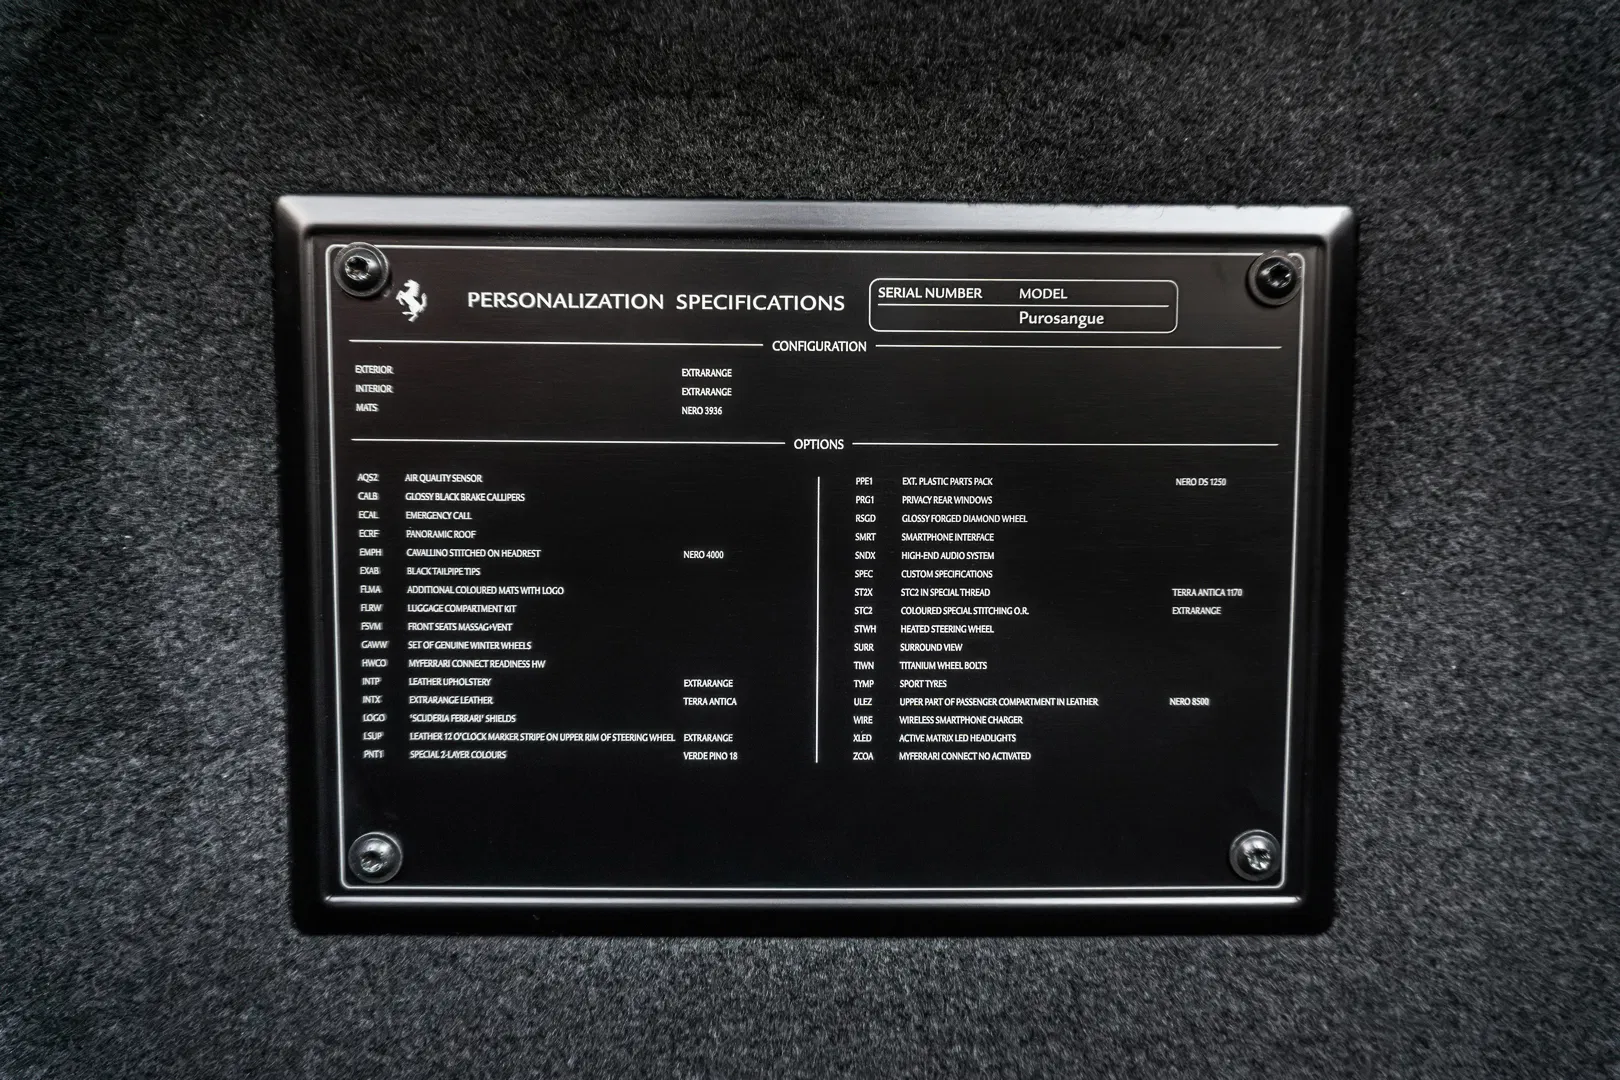 PERSONALIZATION SPECIFICATIONS
SERIAL NUMBER MODEL
Purosangue
CONFIGURATION
EXTERIOR EXTRARANGE
INTERIOR EXTRARANGE
MATS NERO 3936
OPTIONS
AQS2 AIR QUALITY SENSOR
CALB GLOSSY BLACK BRAKE CALLIPERS
ECAL EMERGENCY CALL
ECRF PANORAMIC ROOF
EMPH CAVALLINO STITCHED ON HEADREST NERO 4000
EXAB BLACK TAILPIPE TIPS
FLMA ADDITIONAL COLOURED MATS WITH LOGO
FLRW LUGGAGE COMPARTMENT KIT
FSVM FRONT SEATS MASSAG+VENT
GAWW SET OF GENUINE WINTER WHEELS
HWCO MYFERRARI CONNECT READINESS HW
INTP LEATHER UPHOLSTERY EXTRARANGE
INTX EXTRARANGE LEATHER TERRA ANTICA
LOGO 'SCUDERIA FERRARI' SHIELDS
LSUP LEATHER 12 O'CLOCK MARKER STRIPE ON UPPER RIM OF STEERING WHEEL EXTRARANGE
PNT1 SPECIAL 2-LAYER COLOURS VERDE PINO 18
PPE1 EXT. PLASTIC PARTS PACK NERO DS 1250
PRG1 PRIVACY REAR WINDOWS
RSGD GLOSSY FORGED DIAMOND WHEEL
SMRT SMARTPHONE INTERFACE
SNDX HIGH-END AUDIO SYSTEM
SPEC CUSTOM SPECIFICATIONS
ST2X STC2 IN SPECIAL THREAD TERRA ANTICA 1170
STC2 COLOURED SPECIAL STITCHING O.R. EXTRARANGE
STWH HEATED STEERING WHEEL
SURR SURROUND VIEW
TIWN TITANIUM WHEEL BOLTS
TYMP SPORT TYRES
ULEZ UPPER PART OF PASSENGER COMPARTMENT IN LEATHER NERO 8500
WIRE WIRELESS SMARTPHONE CHARGER
XLED ACTIVE MATRIX LED HEADLIGHTS
ZCOA MYFERRARI CONNECT NO ACTIVATED